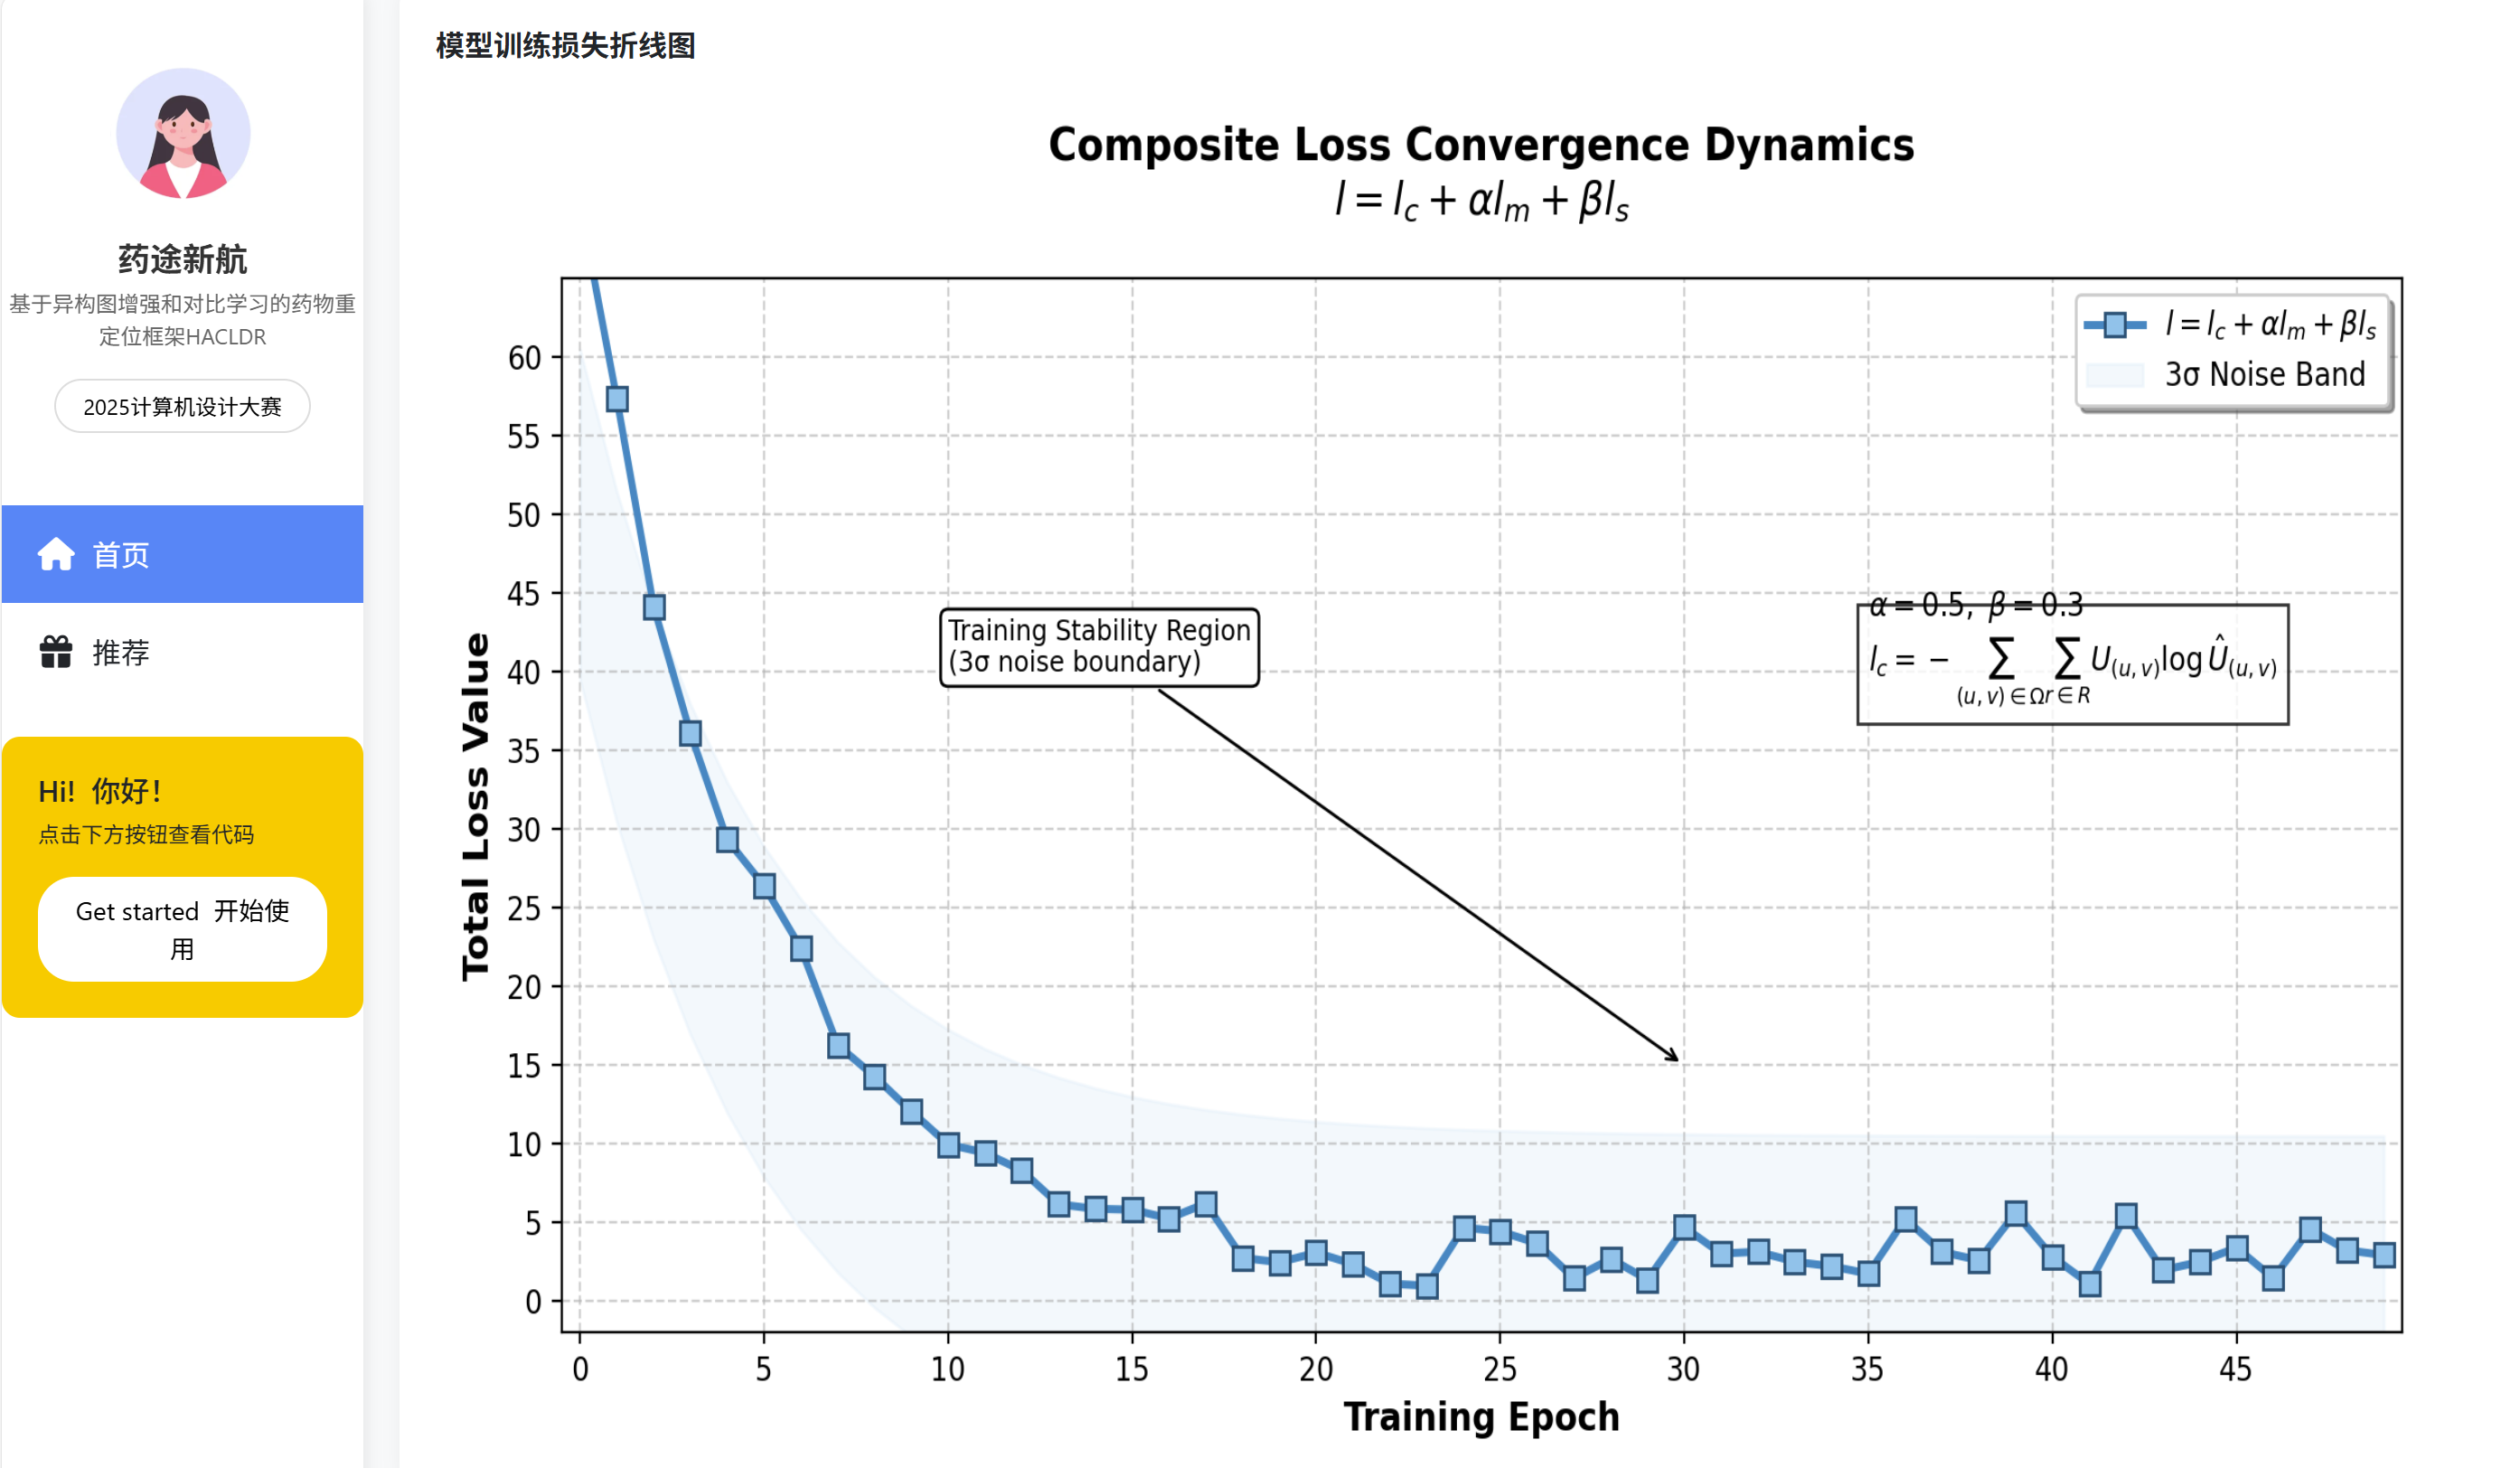 药途新航
基于异构图增强和对比学习的药物重
定位框架HACLDR
2025计算机设计大赛
首页
推荐
Hi! 你好！
点击下方按钮查看代码
Get started 开始使
用
模型训练损失折线图
Composite Loss Convergence Dynamics
l = l_c + αl_m + βl_s
l = l_c + αl_m + βl_s
3σ Noise Band
Training Stability Region
(3σ noise boundary)
α = 0.5, β = 0.3
l_c = − ∑_{(u, v) ∈ Ω} ∑_{r ∈ R} U_{(u, v)} log Û_{(u, v)}
Total Loss Value
60
55
50
45
40
35
30
25
20
15
10
5
0
0 5 10 15 20 25 30 35 40 45
Training Epoch